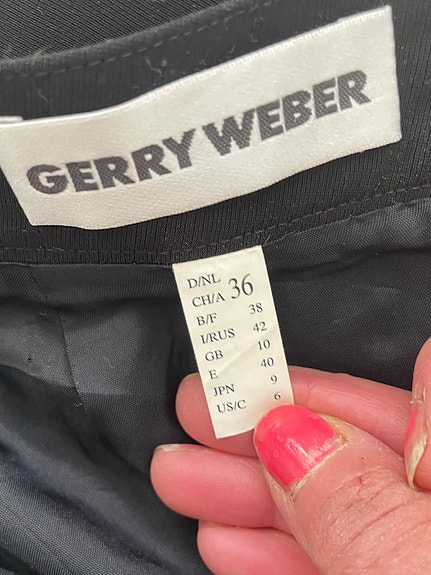 GERRY WEBER
D/NL
CH/A 36
B/F 38
I/RUS 42
GB 10
E 40
JPN 9
US/C 6